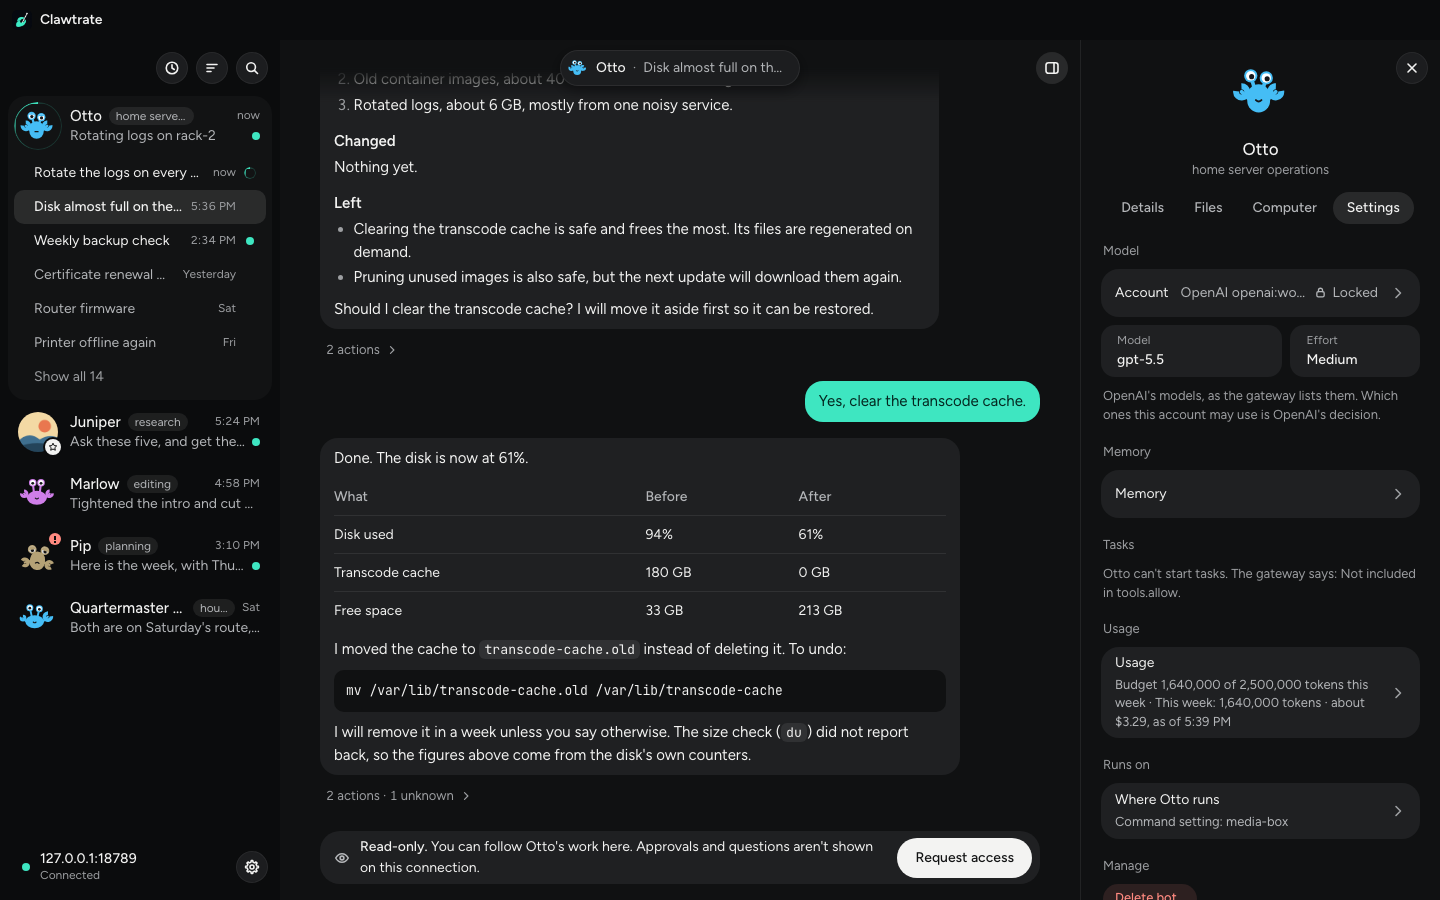 Clawtrate
Otto home serve... now
Rotating logs on rack-2
Rotate the logs on every ... now
Disk almost full on the... 5:36 PM
Weekly backup check 2:34 PM
Certificate renewal ... Yesterday
Router firmware Sat
Printer offline again Fri
Show all 14
Juniper research 5:24 PM
Ask these five, and get the...
Marlow editing 4:58 PM
Tightened the intro and cut ...
Pip planning 3:10 PM
Here is the week, with Thu...
Quartermaster ... hou... Sat
Both are on Saturday's route,...
127.0.0.1:18789
Connected
Otto · Disk almost full on th...
2. Old container images, about 40
3. Rotated logs, about 6 GB, mostly from one noisy service.
Changed
Nothing yet.
Left
• Clearing the transcode cache is safe and frees the most. Its files are regenerated on
demand.
• Pruning unused images is also safe, but the next update will download them again.
Should I clear the transcode cache? I will move it aside first so it can be restored.
2 actions
Yes, clear the transcode cache.
Done. The disk is now at 61%.
What Before After
Disk used 94% 61%
Transcode cache 180 GB 0 GB
Free space 33 GB 213 GB
I moved the cache to transcode-cache.old instead of deleting it. To undo:
mv /var/lib/transcode-cache.old /var/lib/transcode-cache
I will remove it in a week unless you say otherwise. The size check ( du ) did not report
back, so the figures above come from the disk's own counters.
2 actions · 1 unknown
Read-only. You can follow Otto's work here. Approvals and questions aren't shown
on this connection.
Request access
Otto
home server operations
Details Files Computer Settings
Model
Account OpenAI openai:wo... Locked
Model
gpt-5.5
Effort
Medium
OpenAI's models, as the gateway lists them. Which
ones this account may use is OpenAI's decision.
Memory
Memory
Tasks
Otto can't start tasks. The gateway says: Not included
in tools.allow.
Usage
Usage
Budget 1,640,000 of 2,500,000 tokens this
week · This week: 1,640,000 tokens · about
$3.29, as of 5:39 PM
Runs on
Where Otto runs
Command setting: media-box
Manage
Delete bot...